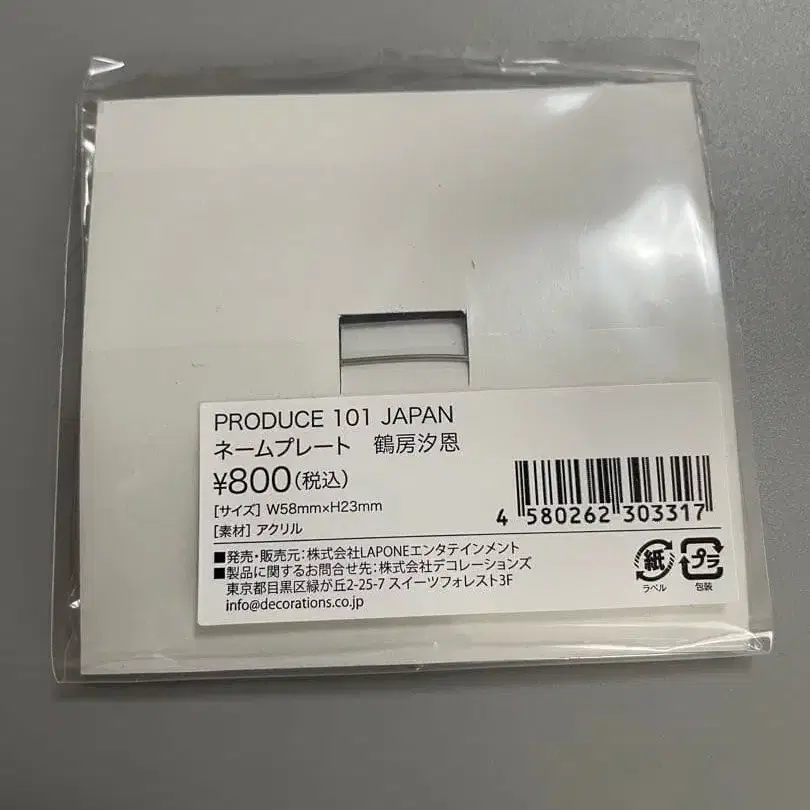 PRODUCE 101 JAPAN
ネームプレート　鶴房汐恩
¥800(税込)
[サイズ] W58mm×H23mm
[素材] アクリル
4 580262 303317
■発売・販売元：株式会社LAPONEエンタテインメント
■製品に関するお問合せ先：株式会社デコレーションズ
東京都目黒区緑が丘2-25-7 スイーツフォレスト3F
info@decorations.co.jp
紙
ラベル
プラ
包装